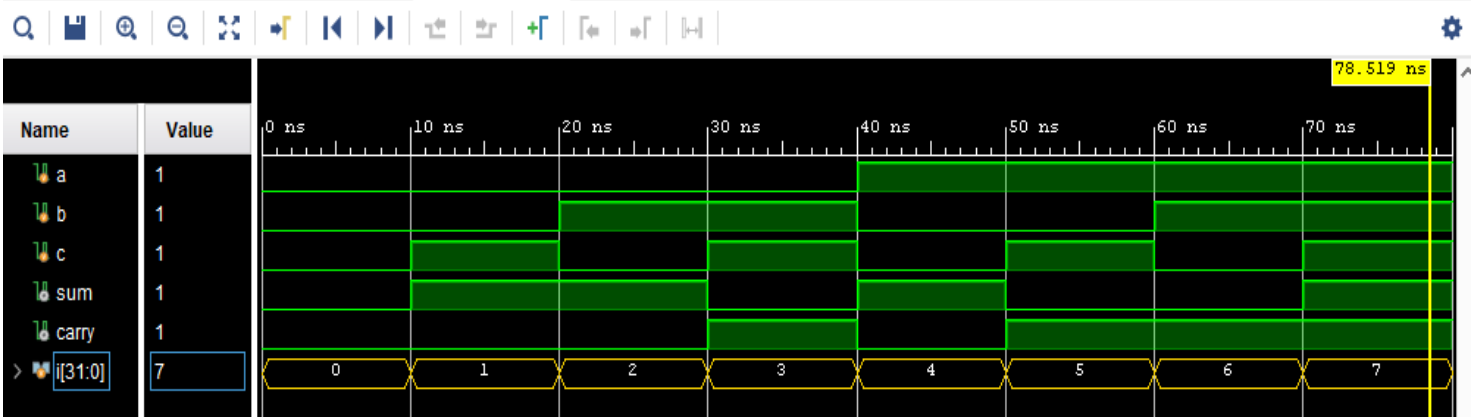 78.519 ns
Name Value 0 ns 10 ns 20 ns 30 ns 40 ns 50 ns 60 ns 70 ns
a 1
b 1
c 1
sum 1
carry 1
i[31:0] 7 0 1 2 3 4 5 6 7